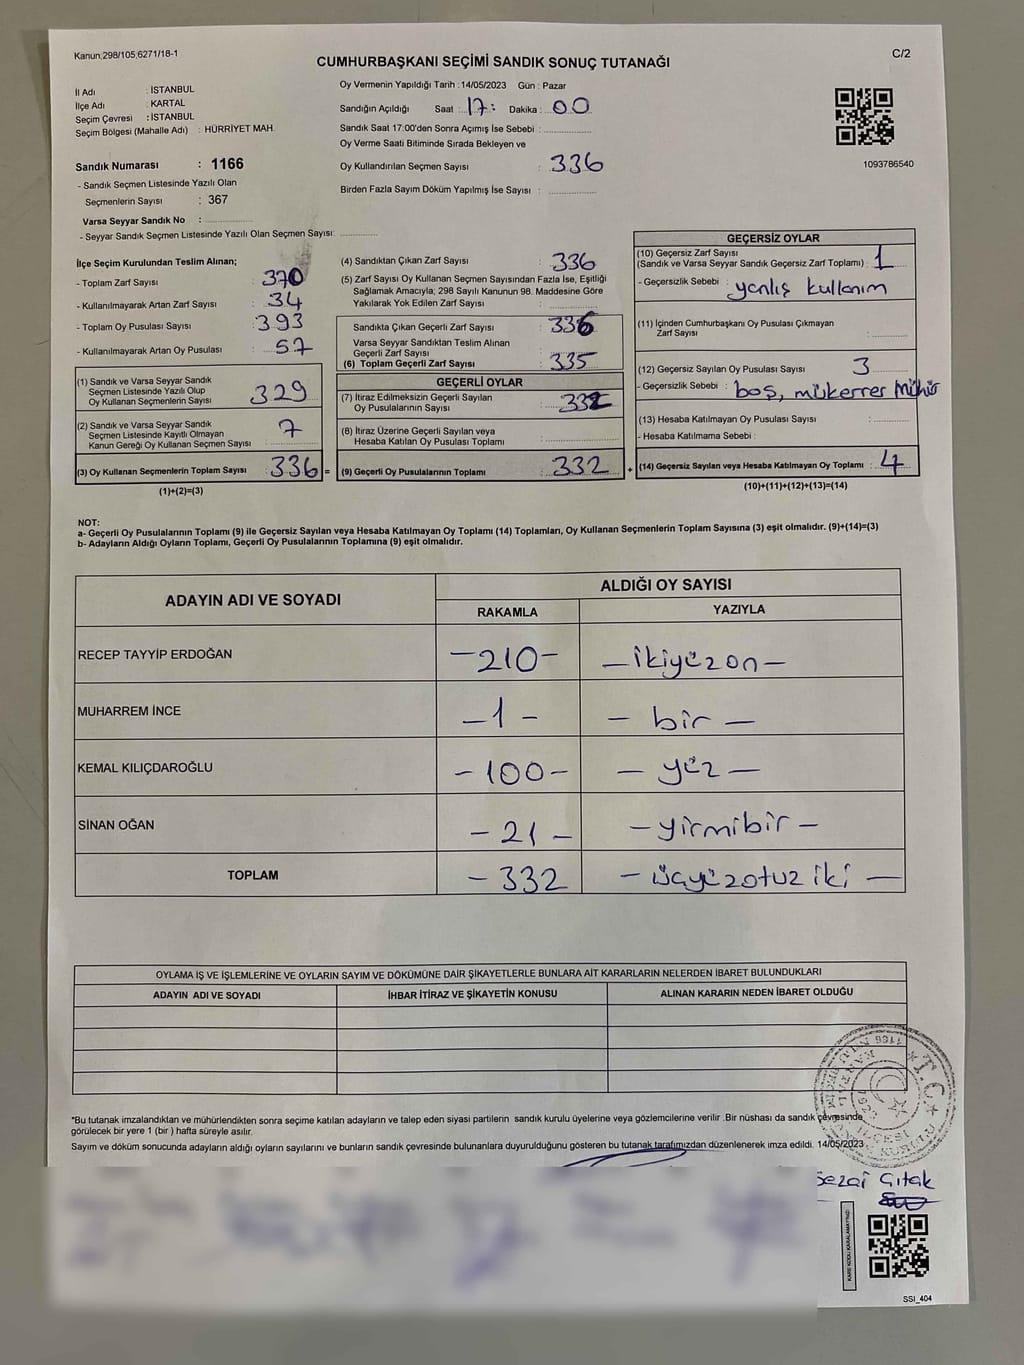 Kanun;298/105;6271/18-1
C/2
CUMHURBAŞKANI SEÇİMİ SANDIK SONUÇ TUTANAĞI
İl Adı : İSTANBUL
İlçe Adı : KARTAL
Seçim Çevresi : İSTANBUL
Seçim Bölgesi (Mahalle Adı) : HÜRRİYET MAH.
Sandık Numarası : 1166
- Sandık Seçmen Listesinde Yazılı Olan
Seçmenlerin Sayısı : 367
Varsa Seyyar Sandık No :
- Seyyar Sandık Seçmen Listesinde Yazılı Olan Seçmen Sayısı:
Oy Vermenin Yapıldığı Tarih : 14/05/2023 Gün : Pazar
Sandığın Açıldığı Saat : 17: Dakika : 00
Sandık Saat 17:00'den Sonra Açımış İse Sebebi :
Oy Verme Saati Bitiminde Sırada Bekleyen ve
Oy Kullandırılan Seçmen Sayısı : 336
Birden Fazla Sayım Döküm Yapılmış İse Sayısı :
1093786540
İlçe Seçim Kurulundan Teslim Alınan;
- Toplam Zarf Sayısı : 370
- Kullanılmayarak Artan Zarf Sayısı : 34
- Toplam Oy Pusulası Sayısı : 393
- Kullanılmayarak Artan Oy Pusulası : 57
(1) Sandık ve Varsa Seyyar Sandık
Seçmen Listesinde Yazılı Olup
Oy Kullanan Seçmenlerin Sayısı : 329
(2) Sandık ve Varsa Seyyar Sandık
Seçmen Listesinde Kayıtlı Olmayan
Kanun Gereği Oy Kullanan Seçmen Sayısı : 7
(3) Oy Kullanan Seçmenlerin Toplam Sayısı : 336 =
(1)+(2)=(3)
(4) Sandıktan Çıkan Zarf Sayısı : 336
(5) Zarf Sayısı Oy Kullanan Seçmen Sayısından Fazla İse, Eşitliği
Sağlamak Amacıyla; 298 Sayılı Kanunun 98. Maddesine Göre
Yakılarak Yok Edilen Zarf Sayısı :
Sandıkta Çıkan Geçerli Zarf Sayısı : 336
Varsa Seyyar Sandıktan Teslim Alınan
Geçerli Zarf Sayısı :
(6) Toplam Geçerli Zarf Sayısı : 335
GEÇERLİ OYLAR
(7) İtiraz Edilmeksizin Geçerli Sayılan
Oy Pusulalarının Sayısı : 332
(8) İtiraz Üzerine Geçerli Sayılan veya
Hesaba Katılan Oy Pusulası Toplamı :
(9) Geçerli Oy Pusulalarının Toplamı : 332 +
GEÇERSİZ OYLAR
(10) Geçersiz Zarf Sayısı
(Sandık ve Varsa Seyyar Sandık Geçersiz Zarf Toplamı) : 1
- Geçersizlik Sebebi : yanlış kullanım
(11) İçinden Cumhurbaşkanı Oy Pusulası Çıkmayan
Zarf Sayısı :
(12) Geçersiz Sayılan Oy Pusulası Sayısı : 3
- Geçersizlik Sebebi : boş, mükerrer mühür
(13) Hesaba Katılmayan Oy Pusulası Sayısı :
- Hesaba Katılmama Sebebi :
(14) Geçersiz Sayılan veya Hesaba Katılmayan Oy Toplamı : 4
(10)+(11)+(12)+(13)=(14)
NOT:
a- Geçerli Oy Pusulalarının Toplamı (9) ile Geçersiz Sayılan veya Hesaba Katılmayan Oy Toplamı (14) Toplamları, Oy Kullanan Seçmenlerin Toplam Sayısına (3) eşit olmalıdır. (9)+(14)=(3)
b- Adayların Aldığı Oyların Toplamı, Geçerli Oy Pusulalarının Toplamına (9) eşit olmalıdır.
ADAYIN ADI VE SOYADI
ALDIĞI OY SAYISI
RAKAMLA YAZIYLA
RECEP TAYYİP ERDOĞAN -210- -ikiyüzon-
MUHARREM İNCE -1- -bir-
KEMAL KILIÇDAROĞLU -100- -yüz-
SİNAN OĞAN -21- -yirmibir-
TOPLAM -332 -üçyüzotuz iki-
OYLAMA İŞ VE İŞLEMLERİNE VE OYLARIN SAYIM VE DÖKÜMÜNE DAİR ŞİKAYETLERLE BUNLARA AİT KARARLARIN NELERDEN İBARET BULUNDUKLARI
ADAYIN ADI VE SOYADI İHBAR İTİRAZ VE ŞİKAYETİN KONUSU ALINAN KARARIN NEDEN İBARET OLDUĞU
*Bu tutanak imzalandıktan ve mühürlendikten sonra seçime katılan adayların ve talep eden siyasi partilerin sandık kurulu üyelerine veya gözlemcilerine verilir .Bir nüshası da sandık çevresinde
görülecek bir yere 1 (bir ) hafta süreyle asılır.
Sayım ve döküm sonucunda adayların aldığı oyların sayılarını ve bunların sandık çevresinde bulunanlara duyurulduğunu gösteren bu tutanak tarafımızdan düzenlenerek imza edildi. 14/05/2023
T.C.
1166
Sezai Çıtak
KARE KODU KARALAMAYINIZ!
SSI_404